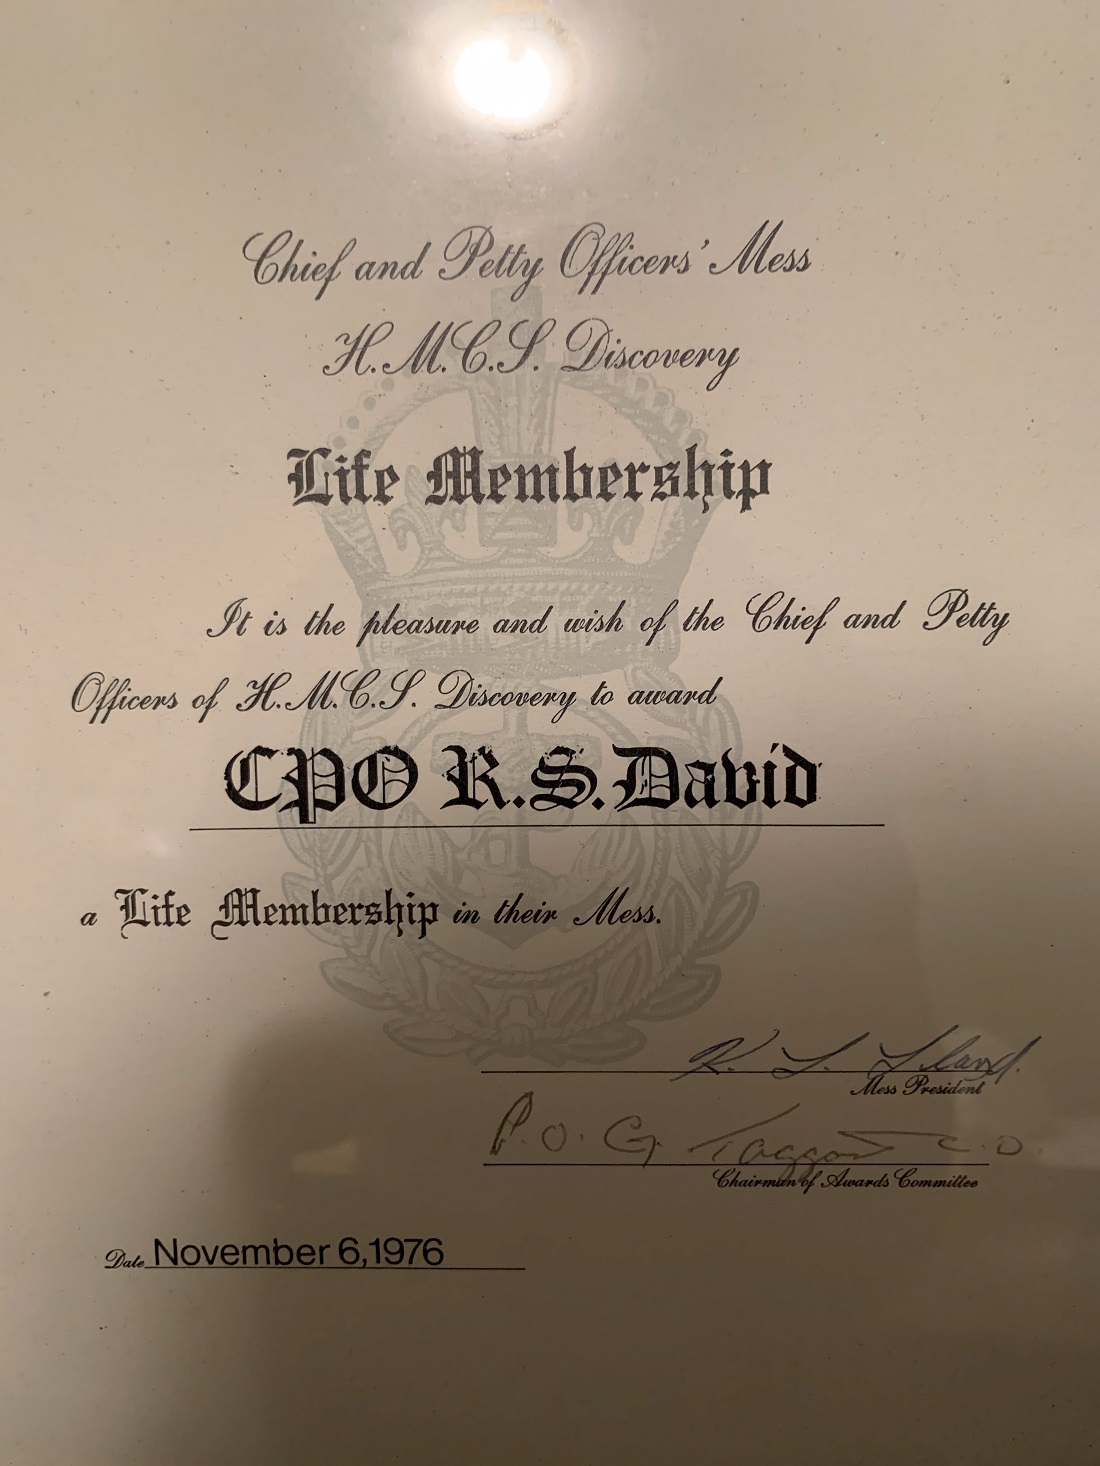 Chief and Petty Officers' Mess
H.M.C.S. Discovery
Life Membership
It is the pleasure and wish of the Chief and Petty
Officers of H.M.C.S. Discovery to award
CPO R.S.David
a Life Membership in their Mess.
K. L.
Mess President
P.O. G. Taggart
Chairman of Awards Committee
Date November 6,1976